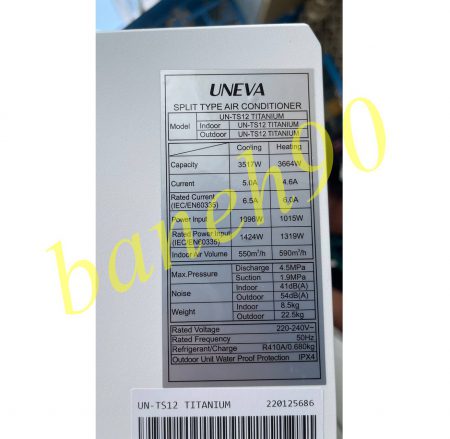 UNEVA
SPLIT TYPE AIR CONDITIONER
UN-TS12 TITANIUM
Model Indoor UN-TS12 TITANIUM
Outdoor UN-TS12 TITANIUM
Cooling Heating
Capacity 3517W 3664W
Current 5.0A 4.6A
Rated Current (IEC/EN60335) 6.5A 6.0A
Power Input 1096W 1015W
Rated Power Input (IEC/EN60335) 1424W 1319W
Indoor Air Volume 550m³/h 590m³/h
Max.Pressure Discharge 4.5MPa
Suction 1.9MPa
Noise Indoor 41dB(A)
Outdoor 54dB(A)
Weight Indoor 8.5kg
Outdoor 22.5kg
Rated Voltage 220-240V~
Rated Frequency 50Hz
Refrigerant/Charge R410A/0.680kg
Outdoor Unit Water Proof Protection IPX4
UN-TS12 TITANIUM 220125686
baneh90